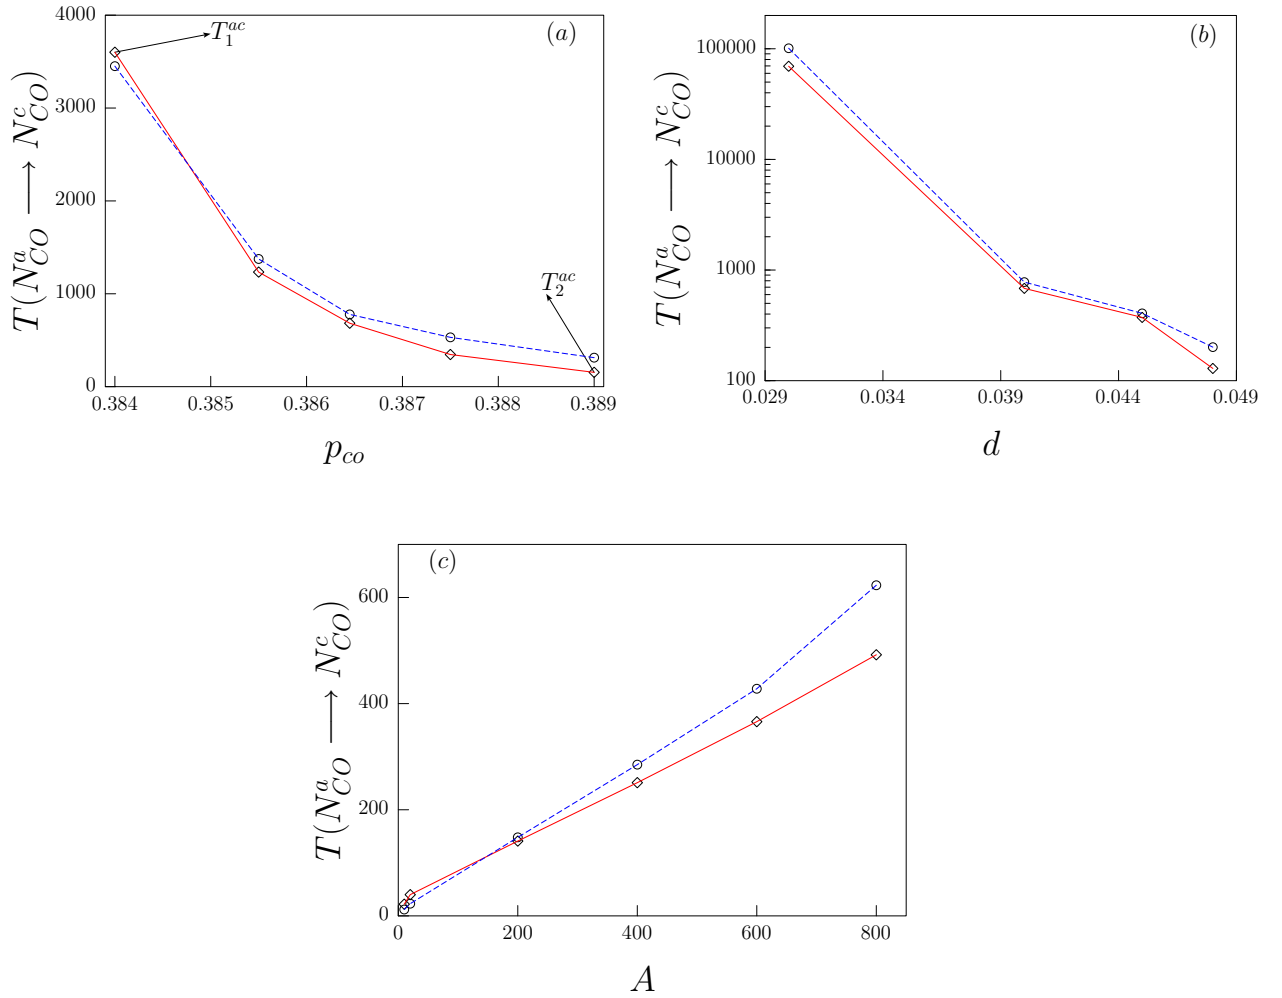 4000
3000
2000
1000
0
0.384 0.385 0.386 0.387 0.388 0.389
T(N^a_{CO} ⟶ N^c_{CO})
p_{co}
T_1^{ac}
T_2^{ac}
(a)
100000
10000
1000
100
0.029 0.034 0.039 0.044 0.049
T(N^a_{CO} ⟶ N^c_{CO})
d
(b)
600
400
200
0
0 200 400 600 800
T(N^a_{CO} ⟶ N^c_{CO})
A
(c)